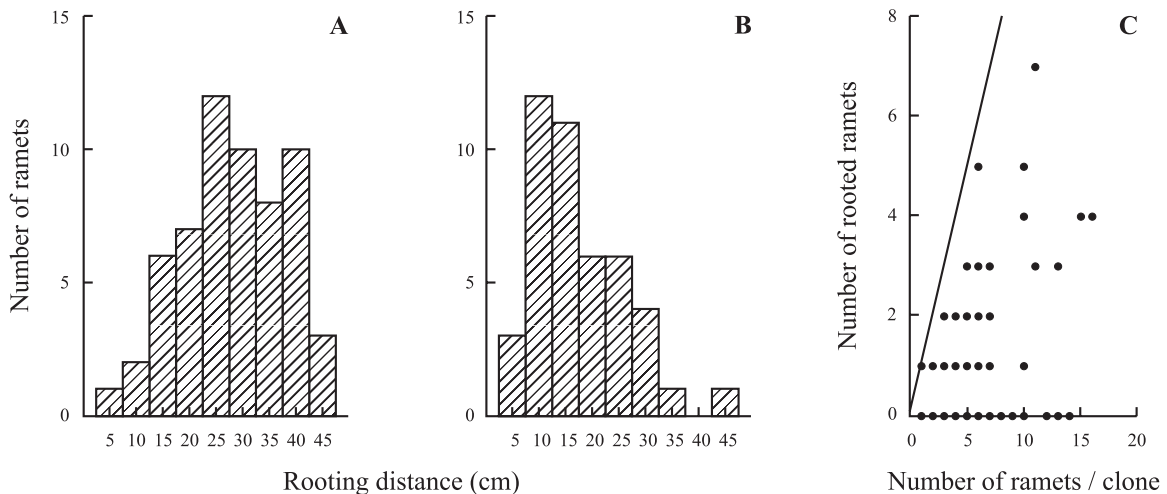 A
15
10
5
0
Number of ramets
5 10 15 20 25 30 35 40 45
B
15
10
5
0
5 10 15 20 25 30 35 40 45
Rooting distance (cm)
C
8
6
4
2
0
Number of rooted ramets
0 5 10 15 20
Number of ramets / clone